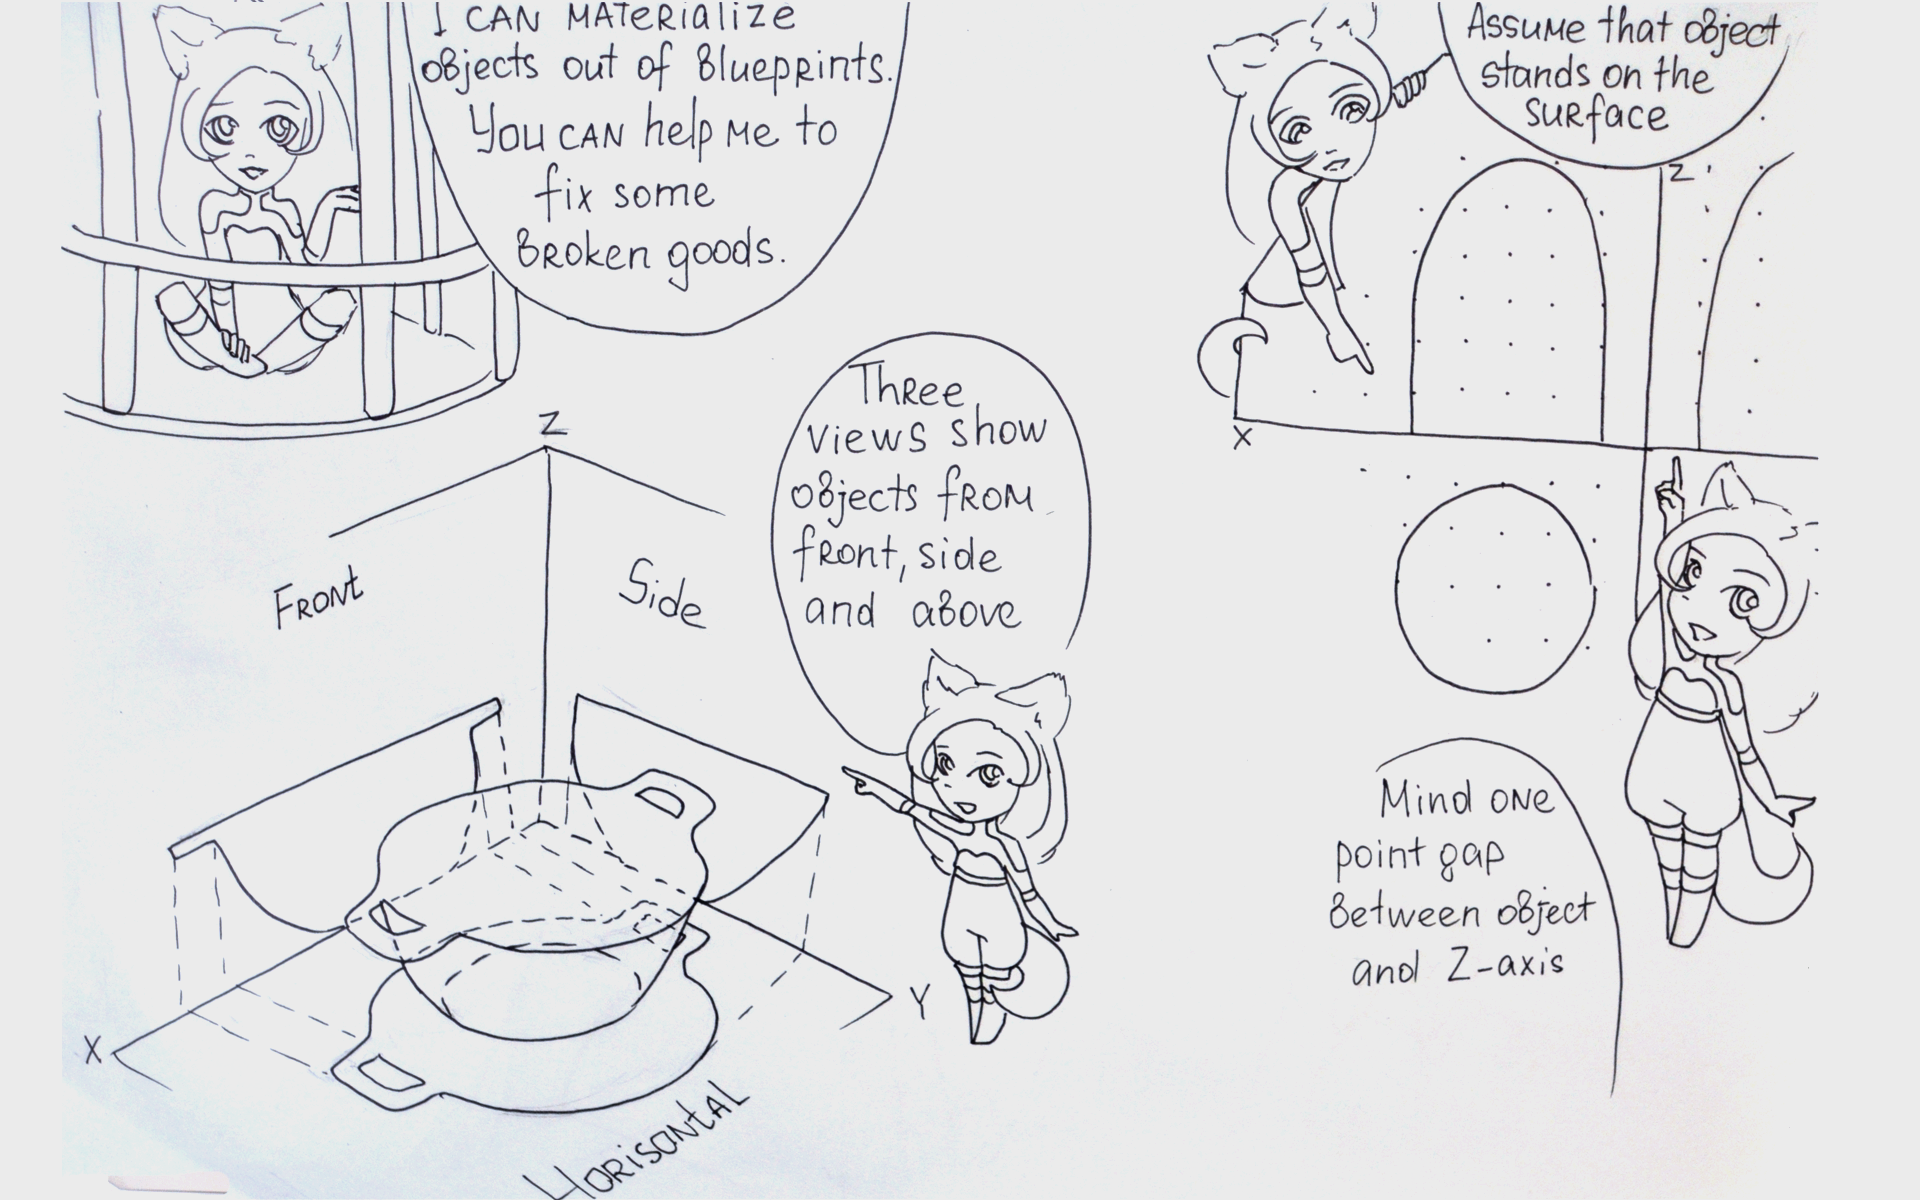 I CAN MATERIALIZE
OBJECTS OUT OF BLUEPRINTS.
YOU CAN help ME to
fix some
BROKEN goods.
Three
views show
objects fROM
fRont, side
and above
Z
FRONt
Side
X
Y
HORISONTAL
Assume that object
stands on the
suRface
Z
X
Mind oNe
point gap
Between object
and Z-axis